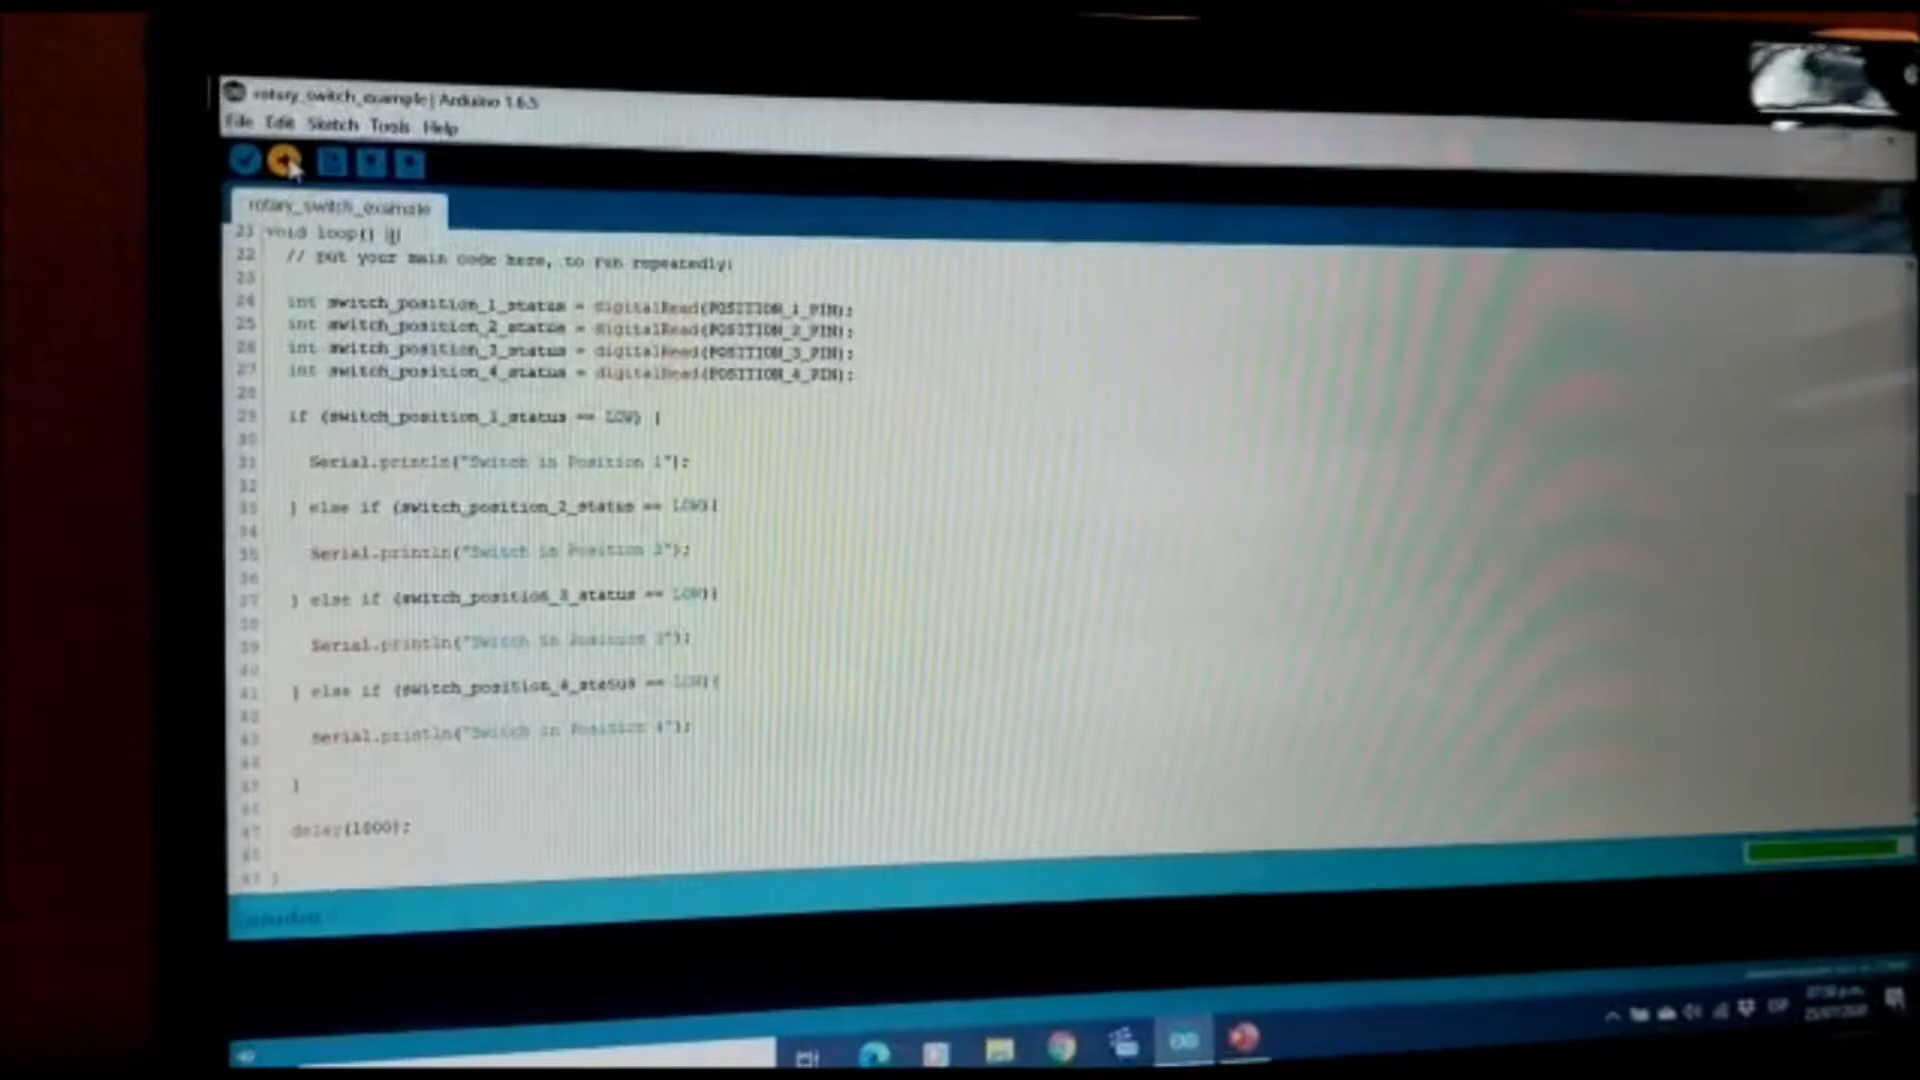 rotary_switch_example | Arduino 1.6.5
File Edit Sketch Tools Help
rotary_switch_example
21 void loop() {
22 // put your main code here, to run repeatedly:
23
24 int switch_position_1_status = digitalRead(POSITION_1_PIN);
25 int switch_position_2_status = digitalRead(POSITION_2_PIN);
26 int switch_position_3_status = digitalRead(POSITION_3_PIN);
27 int switch_position_4_status = digitalRead(POSITION_4_PIN);
28
29 if (switch_position_1_status == LOW) {
30
31 Serial.println("Switch in Position 1");
32
33 } else if (switch_position_2_status == LOW){
34
35 Serial.println("Switch in Position 2");
36
37 } else if (switch_position_3_status == LOW){
38
39 Serial.println("Switch in Position 3");
40
41 } else if (switch_position_4_status == LOW){
42
43 Serial.println("Switch in Position 4");
44
45 }
46
47 delay(1000);
48
49 }
ESP